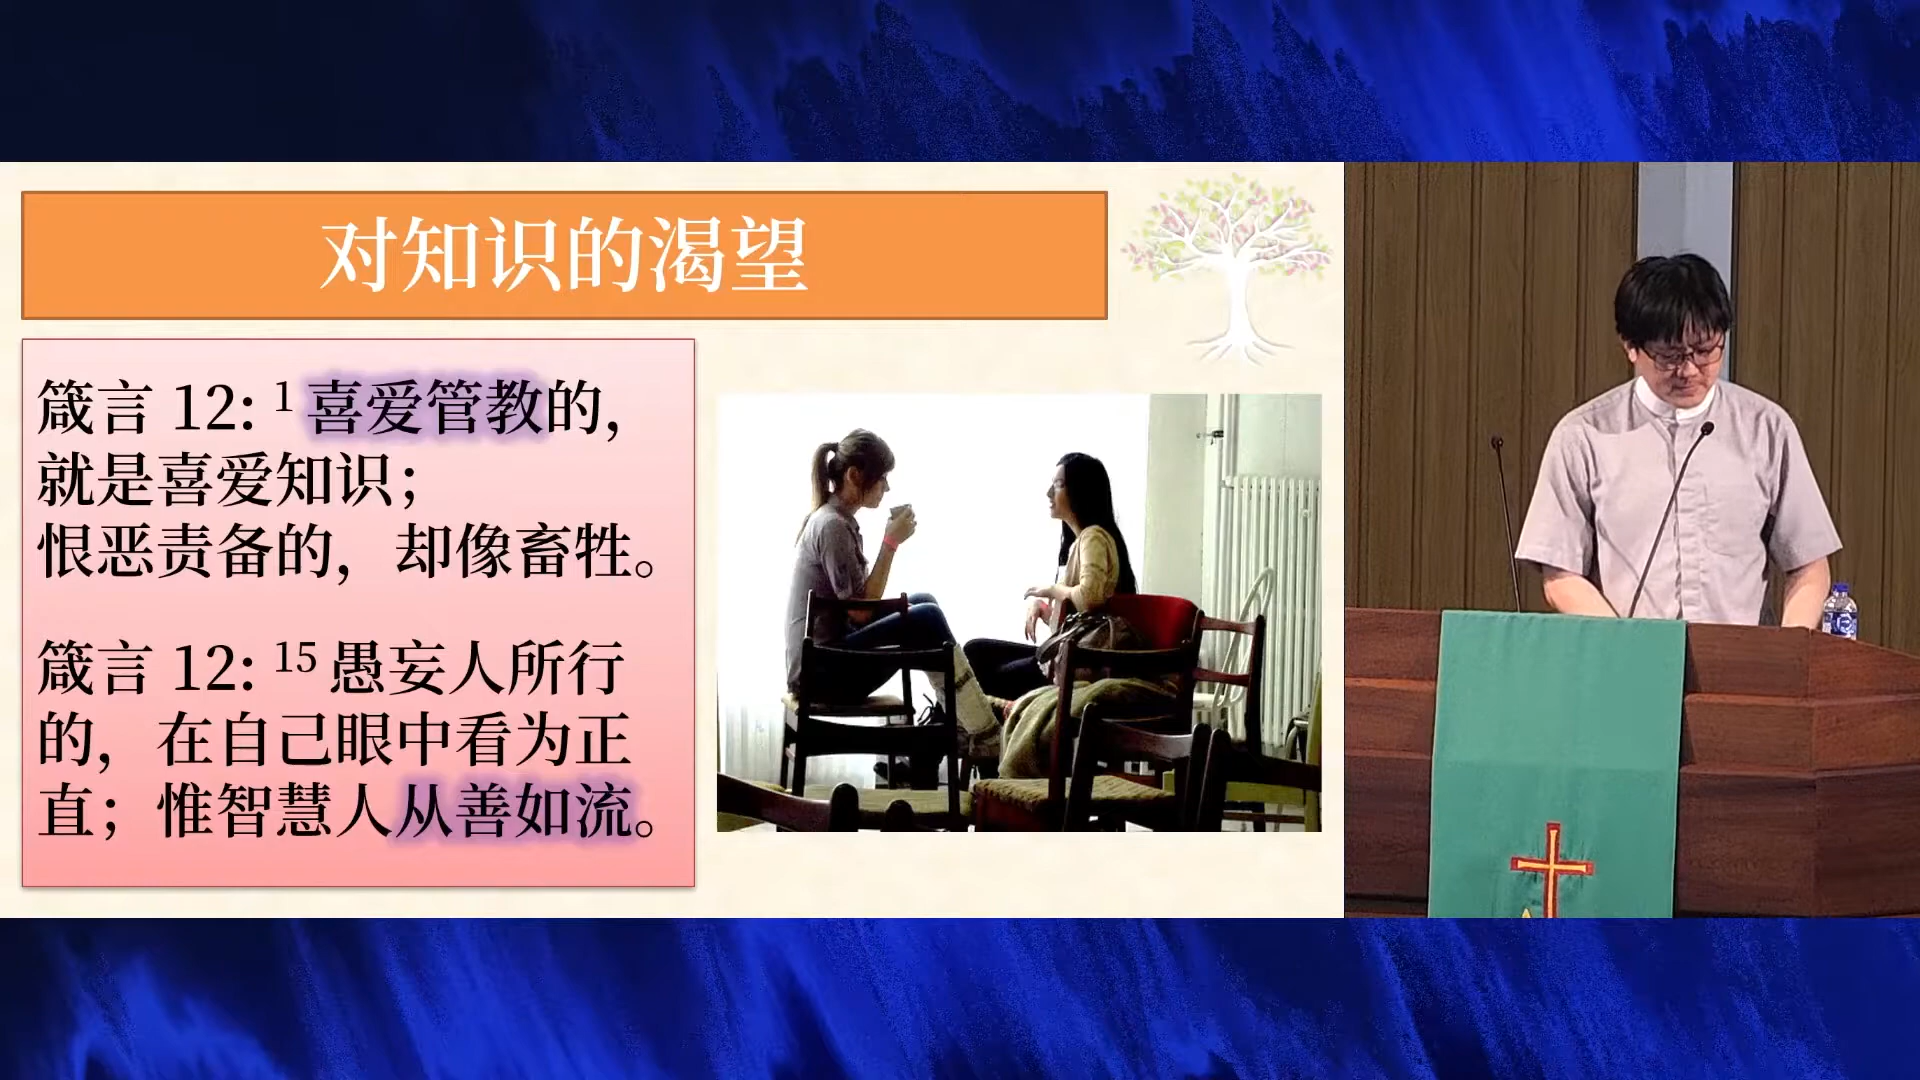 对知识的渴望
箴言 12: 1 喜爱管教的,
就是喜爱知识;
恨恶责备的, 却像畜牲。
箴言 12: 15 愚妄人所行
的, 在自己眼中看为正
直; 惟智慧人从善如流。